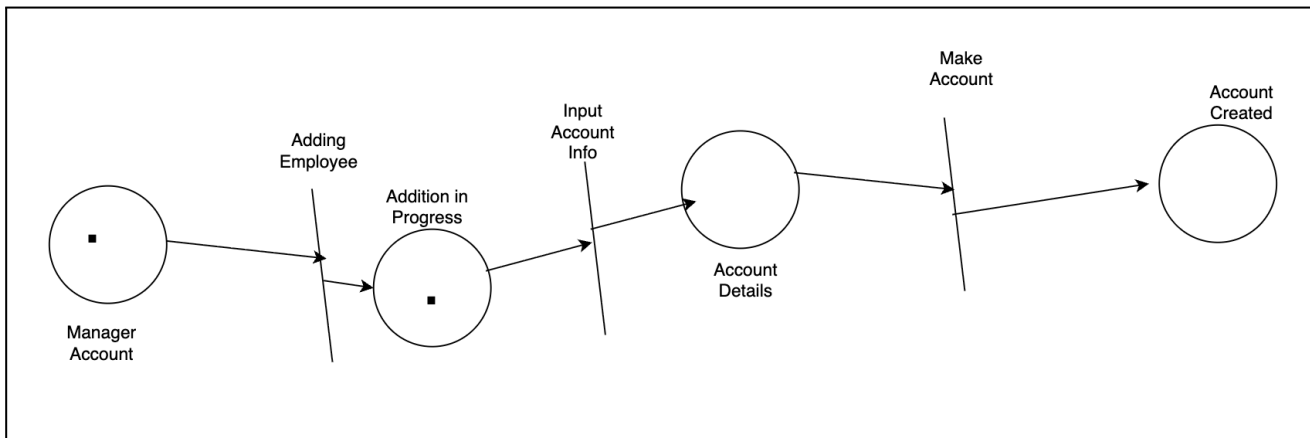 Manager
Account
Adding
Employee
Addition in
Progress
Input
Account
Info
Account
Details
Make
Account
Account
Created